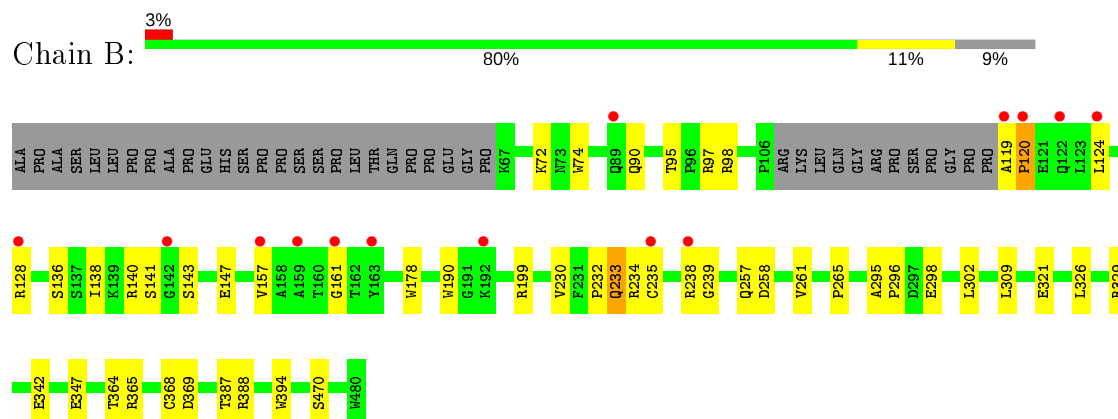 3%
Chain B:
80% 11% 9%
ALA PRO ALA SER LEU LEU PRO PRO ALA PRO GLU HIS SER PRO PRO SER SER PRO LEU THR GLN PRO PRO GLU GLY PRO K67 K72 N73 W74 Q89 Q90 T95 P96 R97 R98 P106 ARG LYS LEU GLN GLY ARG PRO SER PRO GLY PRO PRO A119 P120 E121 Q122 L123 L124
R128 S136 S137 I138 K139 R140 S141 G142 S143 E147 V157 A158 A159 T160 G161 T162 Y163 W178 W190 G191 K192 R199 V230 F231 P232 Q233 R234 C235 R238 G239 Q257 D258 V261 P265 A295 P296 D297 E298 L302 L309 E321 L326
E342 E347 T364 R365 C368 D369 T387 R388 W394 S470 W480